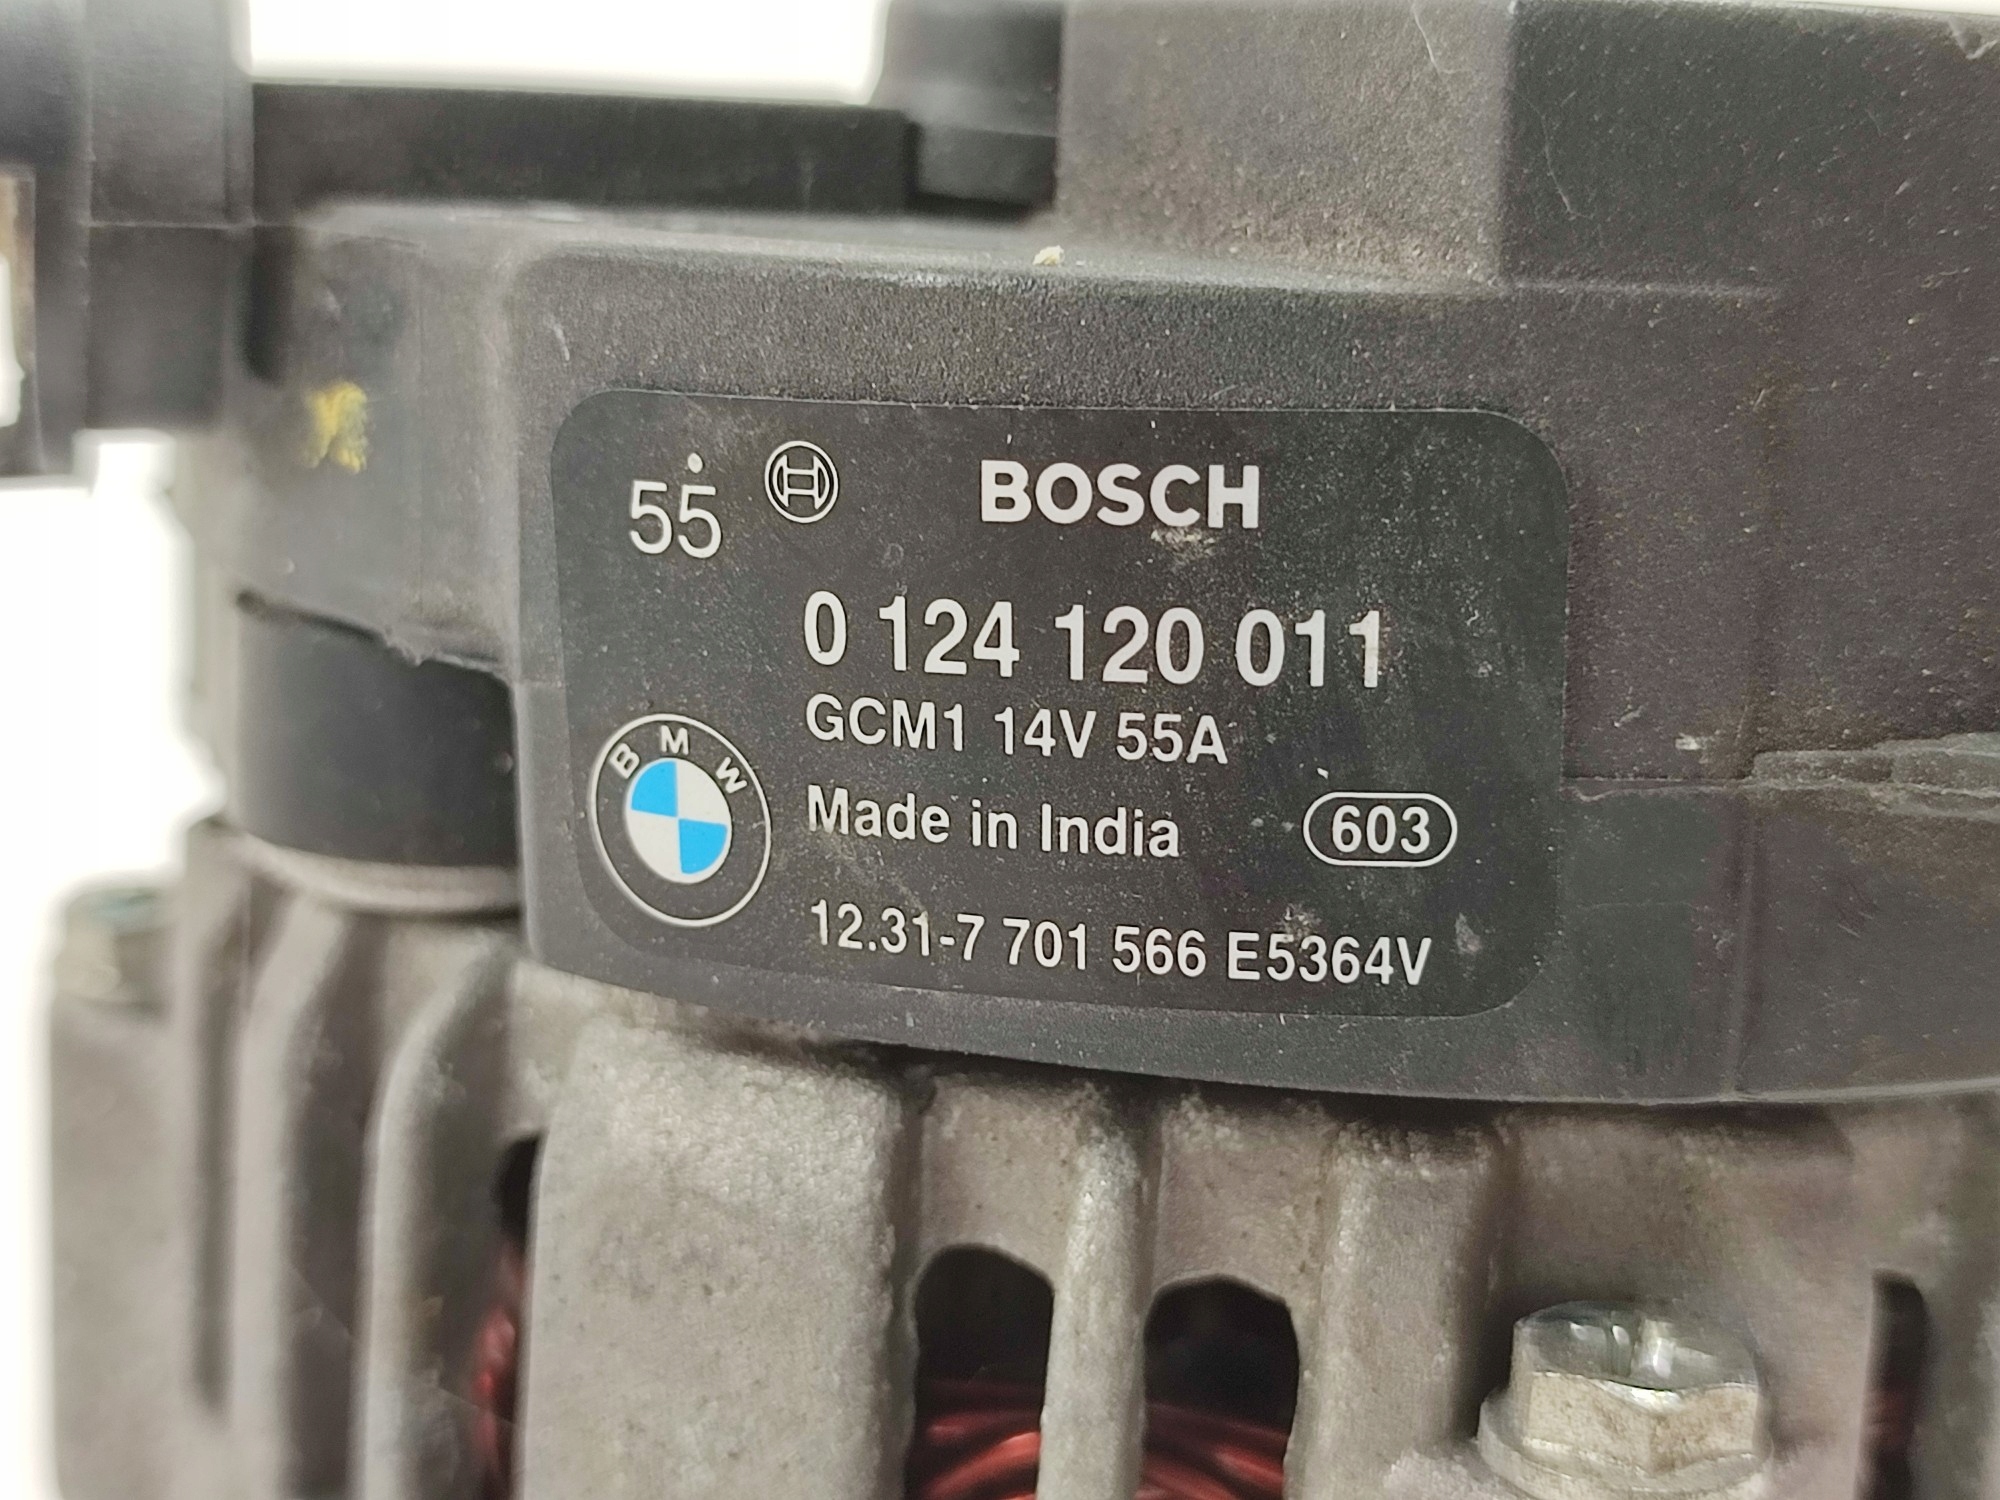 55 BOSCH
0 124 120 011
GCM1 14V 55A
BMW
Made in India 603
12.31-7 701 566 E5364V